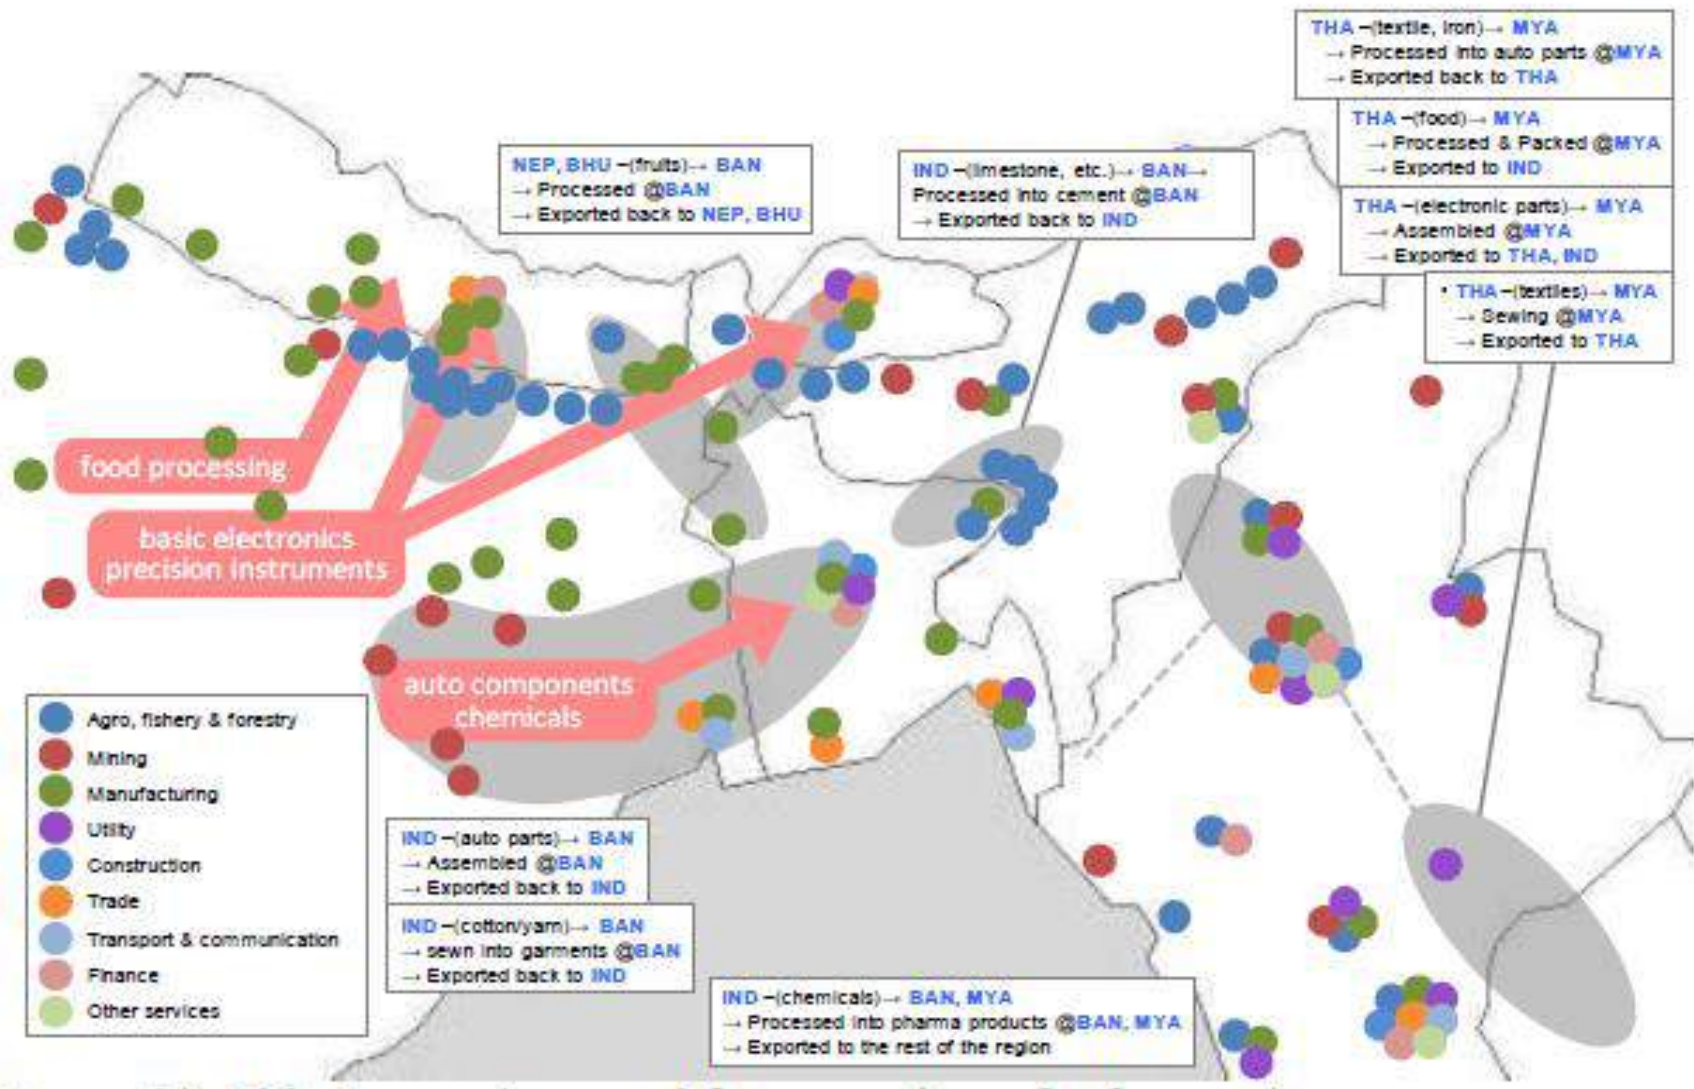 THA –(textile, iron)→ MYA
→ Processed into auto parts @MYA
→ Exported back to THA
THA –(food)→ MYA
→ Processed & Packed @MYA
→ Exported to IND
THA –(electronic parts)→ MYA
→ Assembled @MYA
→ Exported to THA, IND
• THA –(textiles)→ MYA
→ Sewing @MYA
→ Exported to THA
NEP, BHU –(fruits)→ BAN
→ Processed @BAN
→ Exported back to NEP, BHU
IND –(limestone, etc.)→ BAN→
Processed into cement @BAN
→ Exported back to IND
food processing
basic electronics
precision instruments
auto components
chemicals
Agro, fishery & forestry
Mining
Manufacturing
Utility
Construction
Trade
Transport & communication
Finance
Other services
IND –(auto parts)→ BAN
→ Assembled @BAN
→ Exported back to IND
IND –(cotton/yarn)→ BAN
→ sewn into garments @BAN
→ Exported back to IND
IND –(chemicals)→ BAN, MYA
→ Processed into pharma products @BAN, MYA
→ Exported to the rest of the region